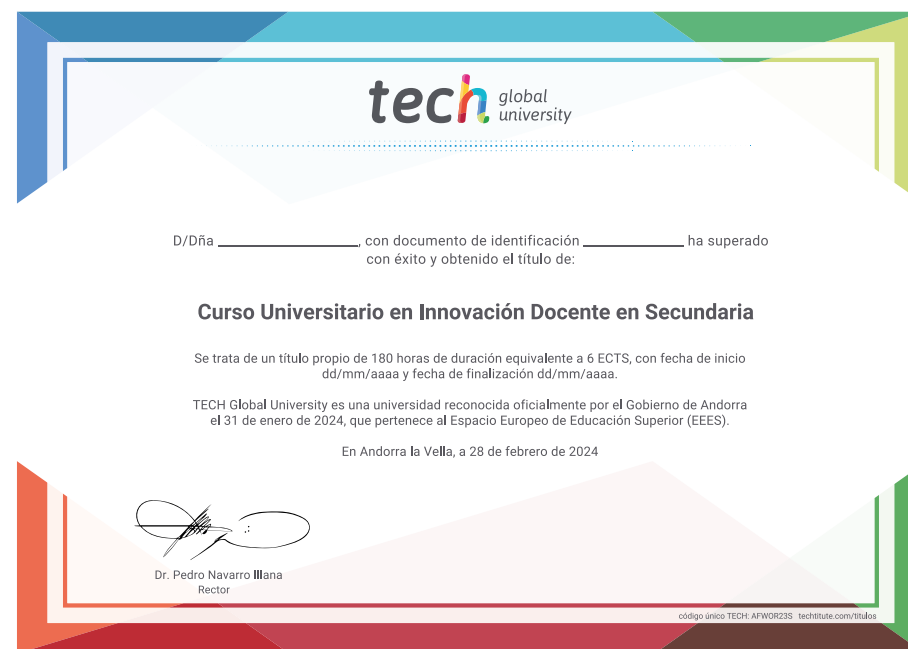 tech global university
D/Dña ____________________, con documento de identificación ______________ ha superado
con éxito y obtenido el título de:
Curso Universitario en Innovación Docente en Secundaria
Se trata de un título propio de 180 horas de duración equivalente a 6 ECTS, con fecha de inicio
dd/mm/aaaa y fecha de finalización dd/mm/aaaa.
TECH Global University es una universidad reconocida oficialmente por el Gobierno de Andorra
el 31 de enero de 2024, que pertenece al Espacio Europeo de Educación Superior (EEES).
En Andorra la Vella, a 28 de febrero de 2024
Dr. Pedro Navarro Illana
Rector
código único TECH: AFWOR23S techtitute.com/titulos